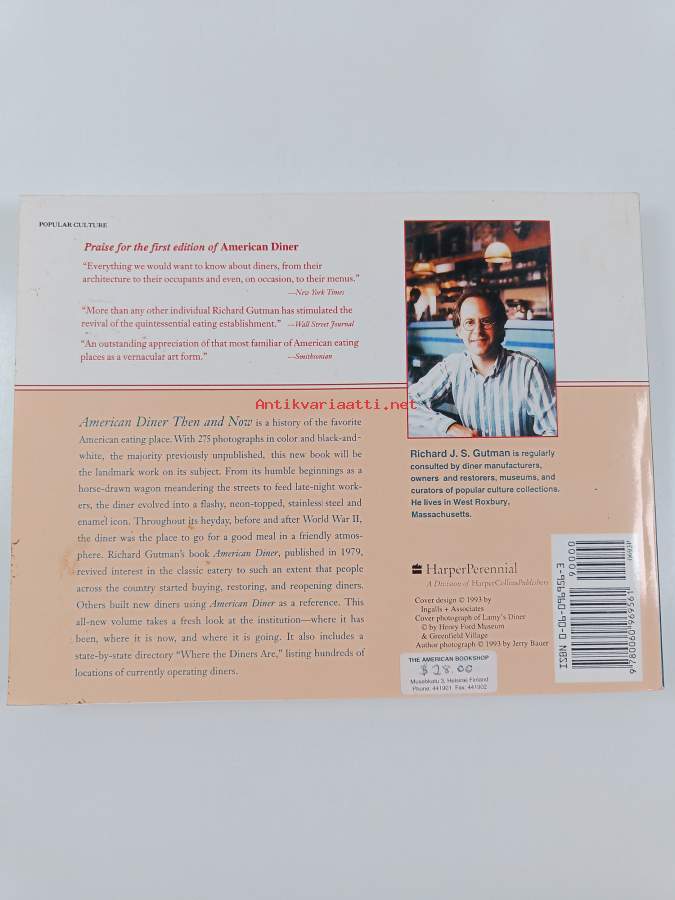 POPULAR CULTURE
Praise for the first edition of American Diner
“Everything we would want to know about diners, from their
architecture to their occupants and even, on occasion, to their menus.”
—New York Times
“More than any other individual Richard Gutman has stimulated the
revival of the quintessential eating establishment.” —Wall Street Journal
“An outstanding appreciation of that most familiar of American eating
places as a vernacular art form.” —Smithsonian
Antikvariaatti.net
American Diner Then and Now is a history of the favorite
American eating place. With 275 photographs in color and black-and-
white, the majority previously unpublished, this new book will be
the landmark work on its subject. From its humble beginnings as a
horse-drawn wagon meandering the streets to feed late-night work-
ers, the diner evolved into a flashy, neon-topped, stainless steel and
enamel icon. Throughout its heyday, before and after World War II,
the diner was the place to go for a good meal in a friendly atmos-
phere. Richard Gutman's book American Diner, published in 1979,
revived interest in the classic eatery to such an extent that people
across the country started buying, restoring, and reopening diners.
Others built new diners using American Diner as a reference. This
all-new volume takes a fresh look at the institution—where it has
been, where it is now, and where it is going. It also includes a
state-by-state directory “Where the Diners Are,” listing hundreds of
locations of currently operating diners.
Richard J. S. Gutman is regularly
consulted by diner manufacturers,
owners and restorers, museums, and
curators of popular culture collections.
He lives in West Roxbury,
Massachusetts.
HarperPerennial
A Division of HarperCollinsPublishers
Cover design © 1993 by
Ingalls + Associates
Cover photograph of Lamy's Diner
© by Henry Ford Museum
& Greenfield Village
Author photograph © 1993 by Jerry Bauer
THE AMERICAN BOOKSHOP
$28.00
Museokatu 3, Helsinki Finland
Phone: 441901 Fax: 441902
ISBN 0-06-096956-3
90000
9 780060 969561